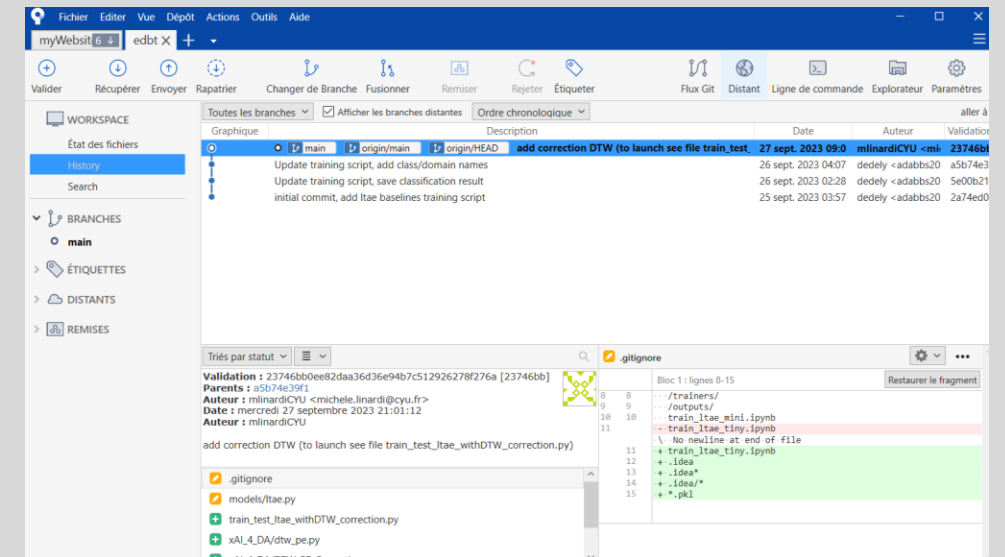 Fichier Editer Vue Dépôt Actions Outils Aide
myWebsit 6 edbt
Valider Récupérer Envoyer Rapatrier Changer de Branche Fusionner Remiser Rejeter Étiqueter Flux Git Distant Ligne de commande Explorateur Paramètres
WORKSPACE
État des fichiers
History
Search
BRANCHES
main
ÉTIQUETTES
DISTANTS
REMISES
Toutes les branches Afficher les branches distantes Ordre chronologique aller à
Graphique Description Date Auteur Validation
main origin/main origin/HEAD add correction DTW (to launch see file train_test_ 27 sept. 2023 09:0 mlinardiCYU <mi 23746bb
Update training script, add class/domain names 26 sept. 2023 04:07 dedely <adabbs20 a5b74e3
Update training script, save classification result 26 sept. 2023 02:28 dedely <adabbs20 5e00b21
initial commit, add ltae baselines training script 25 sept. 2023 03:57 dedely <adabbs20 2a74ed0
Triés par statut
Validation : 23746bb0ee82daa36d36e94b7c512926278f276a [23746bb]
Parents : a5b74e39f1
Auteur : mlinardiCYU <michele.linardi@cyu.fr>
Date : mercredi 27 septembre 2023 21:01:12
Auteur : mlinardiCYU
add correction DTW (to launch see file train_test_ltae_withDTW_correction.py)
.gitignore
models/ltae.py
train_test_ltae_withDTW_correction.py
xAI_4_DA/dtw_pe.py
.gitignore
Bloc 1 : lignes 8-15 Restaurer le fragment
8 8 /trainers/
9 9 /outputs/
10 10 train_ltae_mini.ipynb
11 - train_ltae_tiny.ipynb
\ No newline at end of file
11 + train_ltae_tiny.ipynb
12 + .idea
13 + .idea*
14 + .idea/*
15 + *.pkl